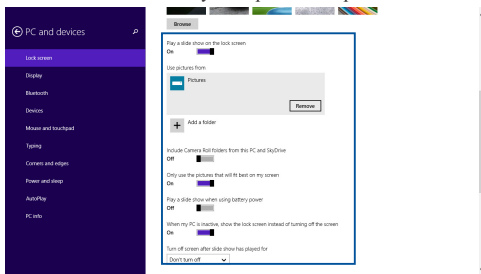 PC and devices
Lock screen
Display
Bluetooth
Devices
Mouse and touchpad
Typing
Corners and edges
Power and sleep
AutoPlay
PC info
Browse
Play a slide show on the lock screen
On
Use pictures from
Pictures
Remove
Add a folder
Include Camera Roll folders from this PC and SkyDrive
Off
Only use the pictures that will fit best on my screen
On
Play a slide show when using battery power
Off
When my PC is inactive, show the lock screen instead of turning off the screen
On
Turn off screen after slide show has played for
Don't turn off